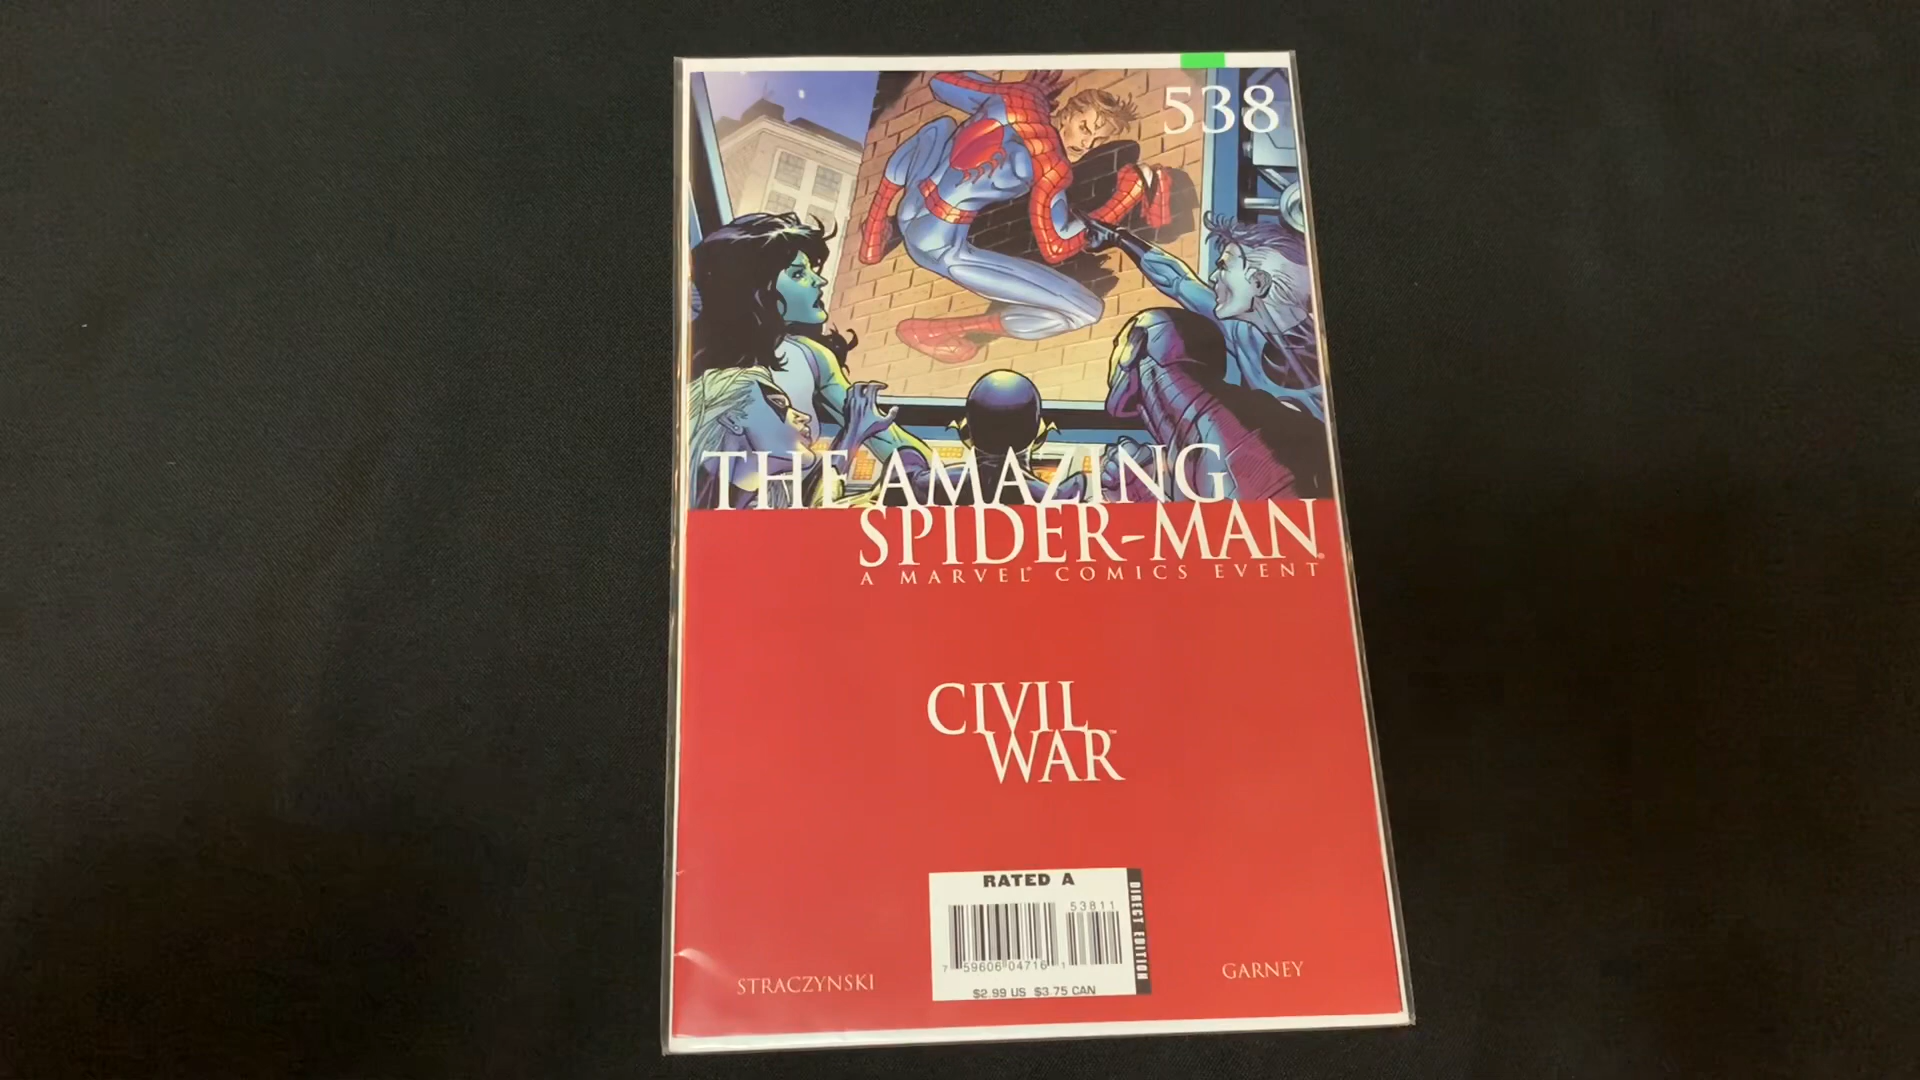 538
THE AMAZING
SPIDER-MAN®
A MARVEL® COMICS EVENT
CIVIL
WAR™
RATED A
53811
7 59606 04716 1
DIRECT EDITION
$2.99 US $3.75 CAN
STRACZYNSKI
GARNEY